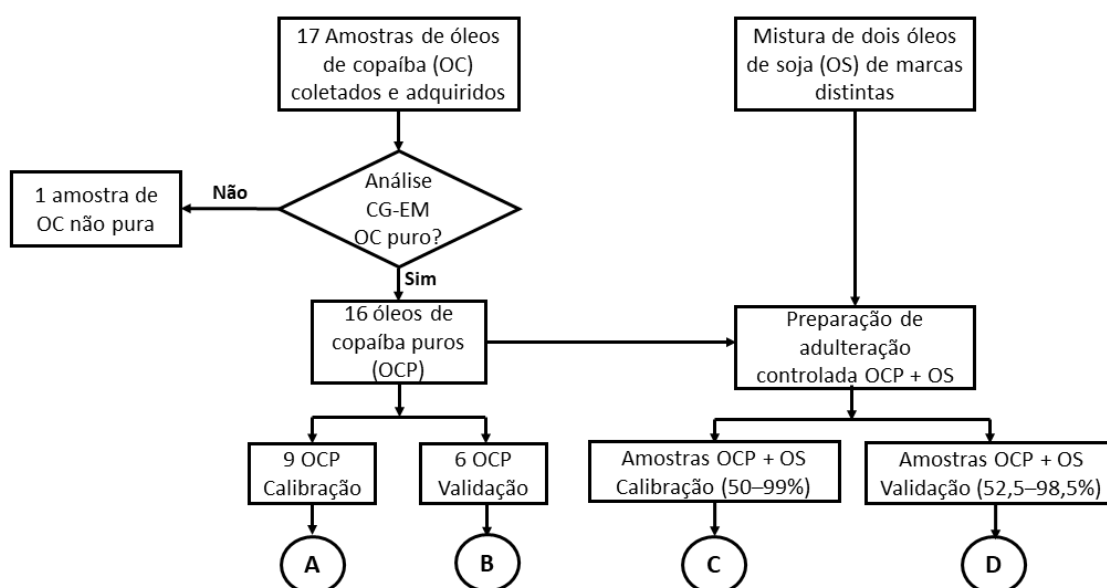 17 Amostras de óleos
de copaíba (OC)
coletados e adquiridos
Mistura de dois óleos
de soja (OS) de marcas
distintas
Análise
CG-EM
OC puro?
Não
1 amostra de
OC não pura
Sim
16 óleos de
copaíba puros
(OCP)
Preparação de
adulteração
controlada OCP + OS
9 OCP
Calibração
6 OCP
Validação
Amostras OCP + OS
Calibração (50–99%)
Amostras OCP + OS
Validação (52,5–98,5%)
A
B
C
D